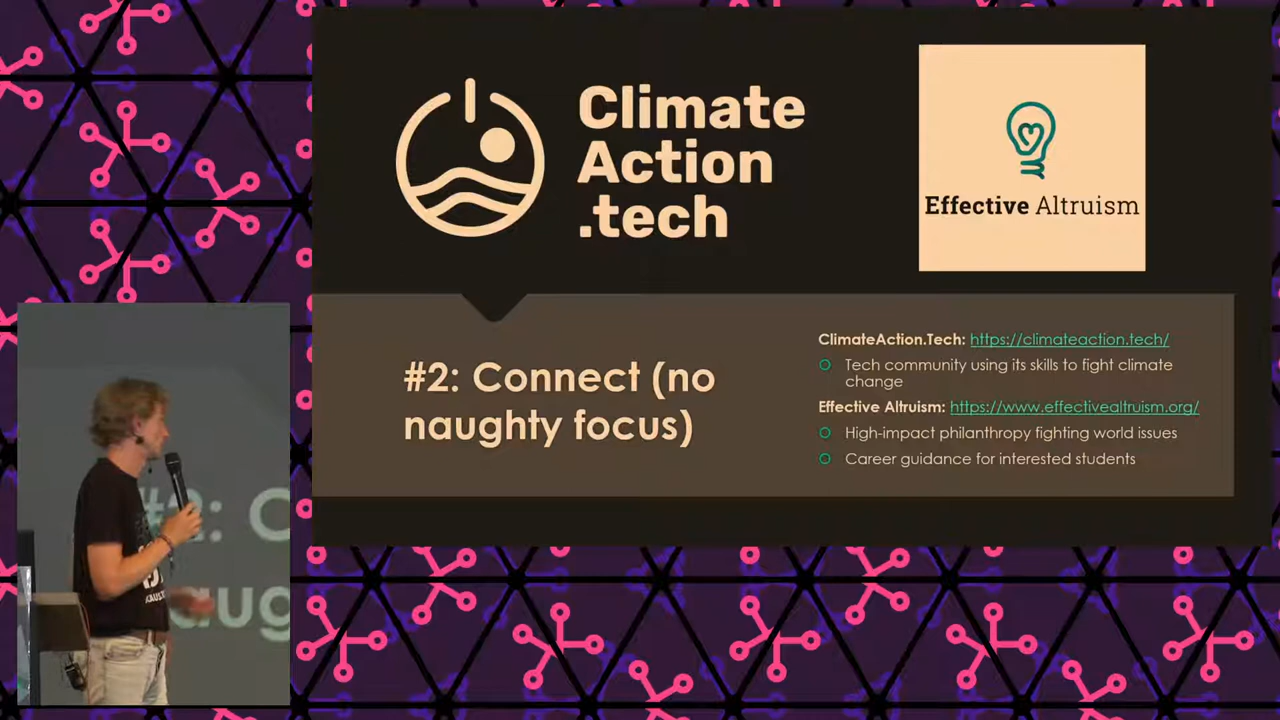 Climate
Action
.tech
Effective Altruism
#2: Connect (no
naughty focus)
ClimateAction.Tech: https://climateaction.tech/
Tech community using its skills to fight climate
change
Effective Altruism: https://www.effectivealtruism.org/
High-impact philanthropy fighting world issues
Career guidance for interested students
#2: C
aug